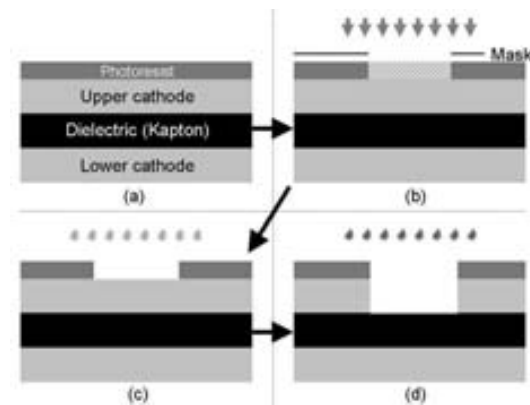 Photoresist
Upper cathode
Dielectric (Kapton)
Lower cathode
(a)
Mask
(b)
(c)
(d)